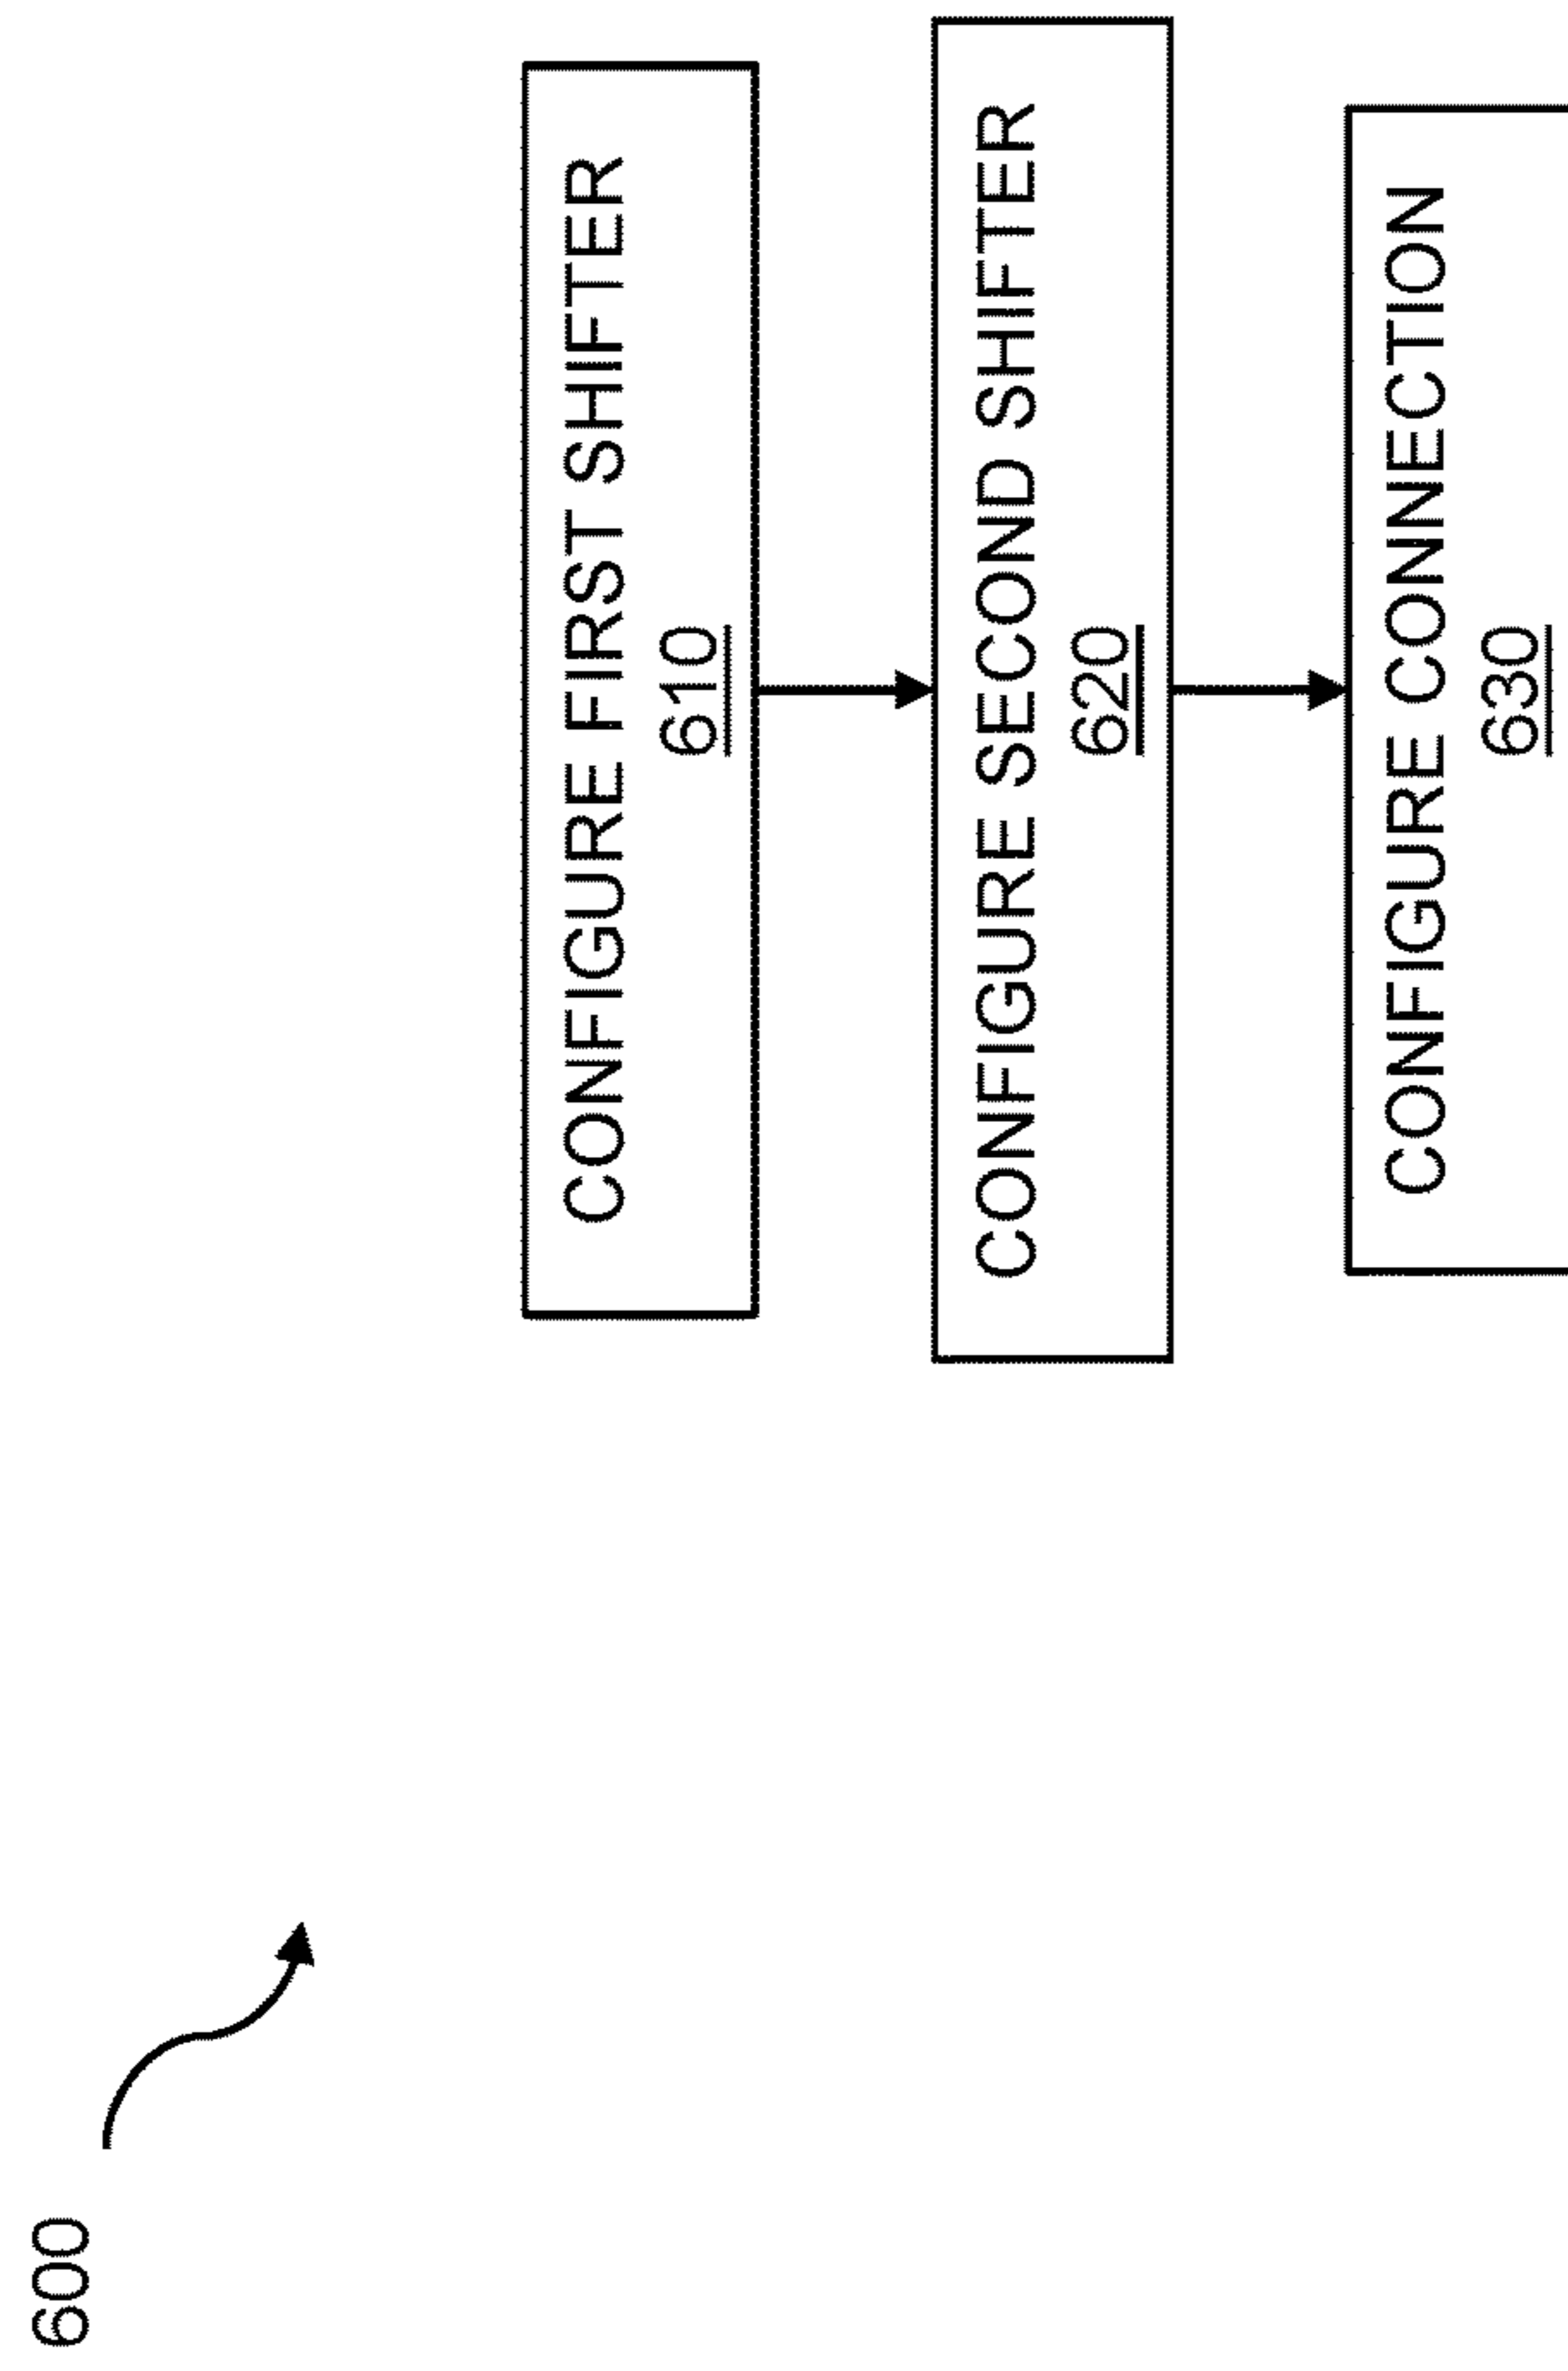 600
CONFIGURE FIRST SHIFTER
610
CONFIGURE SECOND SHIFTER
620
CONFIGURE CONNECTION
630